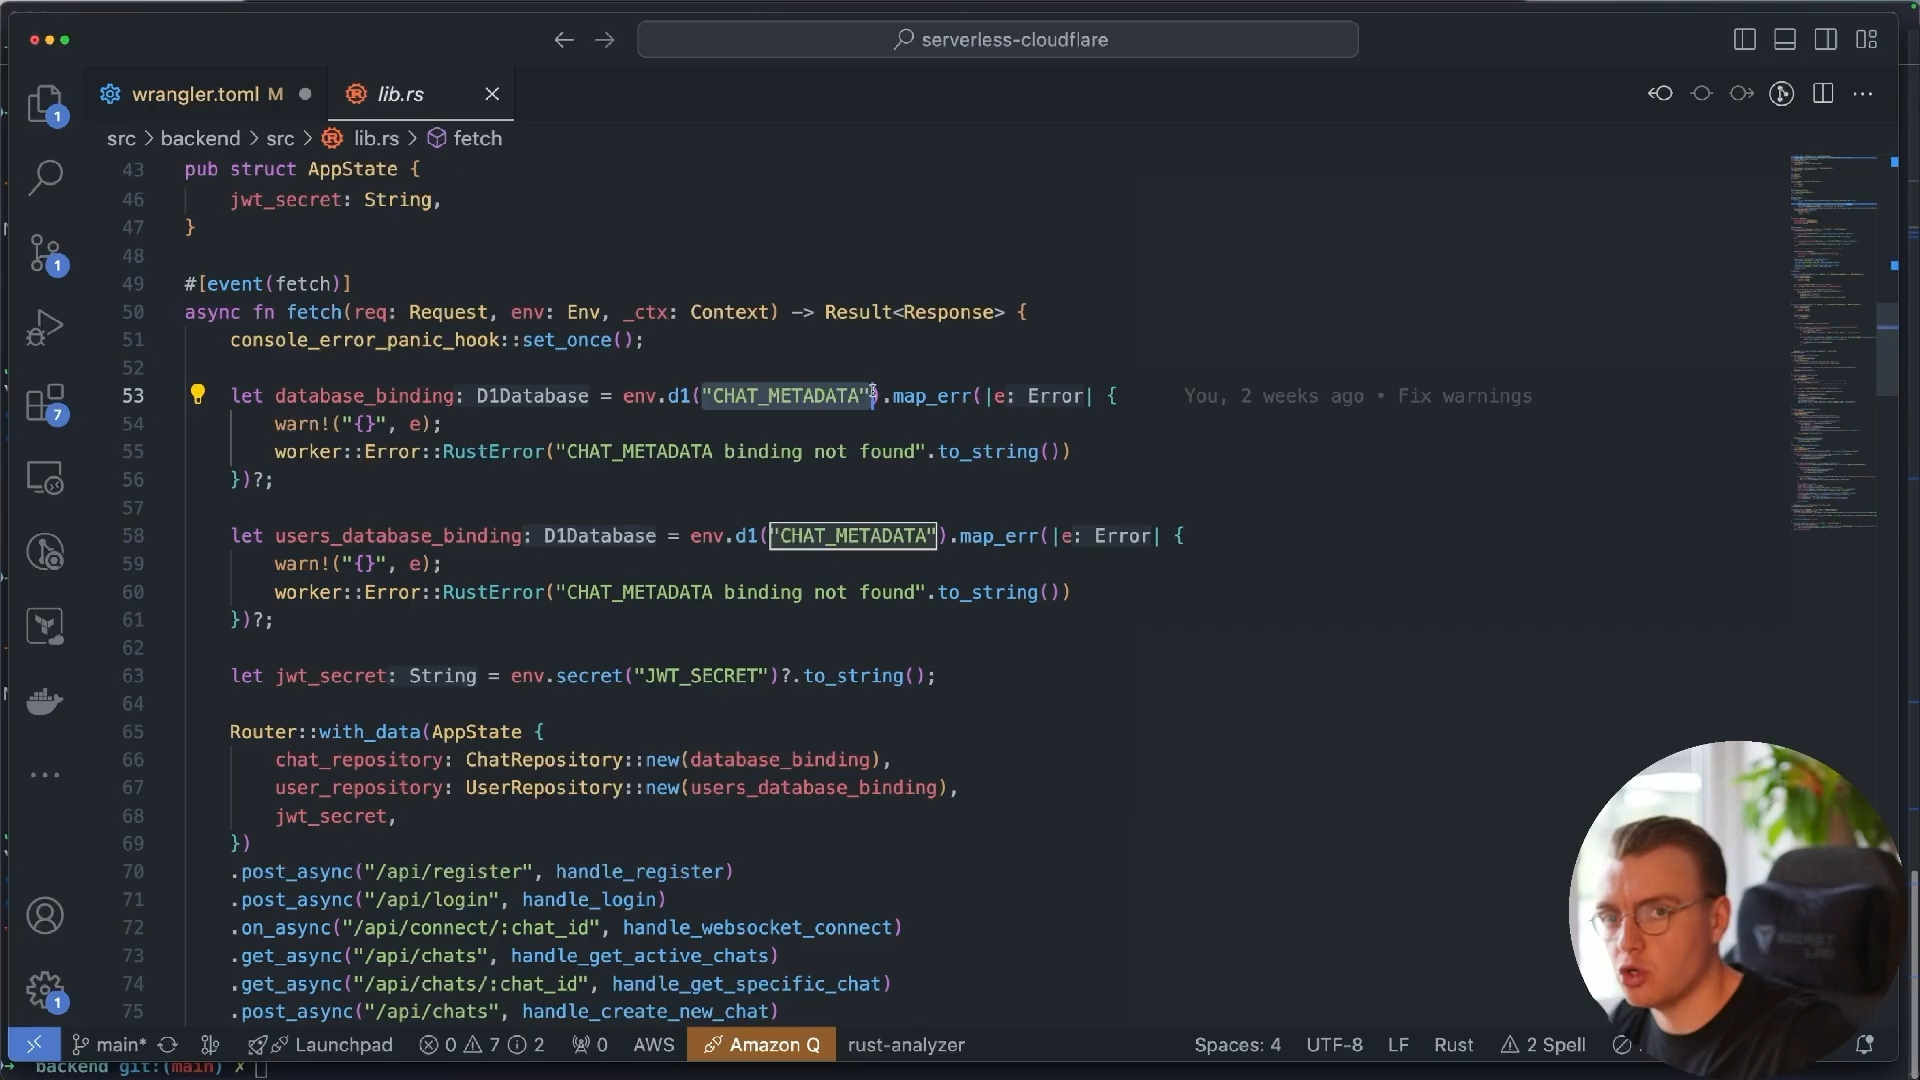 serverless-cloudflare
wrangler.toml M
lib.rs
src > backend > src > lib.rs > fetch
43 pub struct AppState {
46 jwt_secret: String,
47 }
48
49 #[event(fetch)]
50 async fn fetch(req: Request, env: Env, _ctx: Context) -> Result<Response> {
51 console_error_panic_hook::set_once();
52
53 let database_binding: D1Database = env.d1("CHAT_METADATA").map_err(|e: Error| { You, 2 weeks ago • Fix warnings
54 warn!("{}", e);
55 worker::Error::RustError("CHAT_METADATA binding not found".to_string())
56 })?;
57
58 let users_database_binding: D1Database = env.d1("CHAT_METADATA").map_err(|e: Error| {
59 warn!("{}", e);
60 worker::Error::RustError("CHAT_METADATA binding not found".to_string())
61 })?;
62
63 let jwt_secret: String = env.secret("JWT_SECRET")?.to_string();
64
65 Router::with_data(AppState {
66 chat_repository: ChatRepository::new(database_binding),
67 user_repository: UserRepository::new(users_database_binding),
68 jwt_secret,
69 })
70 .post_async("/api/register", handle_register)
71 .post_async("/api/login", handle_login)
72 .on_async("/api/connect/:chat_id", handle_websocket_connect)
73 .get_async("/api/chats", handle_get_active_chats)
74 .get_async("/api/chats/:chat_id", handle_get_specific_chat)
75 .post_async("/api/chats", handle_create_new_chat)
1
1
7
1
main* Launchpad 0 7 2 0 AWS Amazon Q rust-analyzer Spaces: 4 UTF-8 LF Rust 2 Spell
backend git:(main) ✗